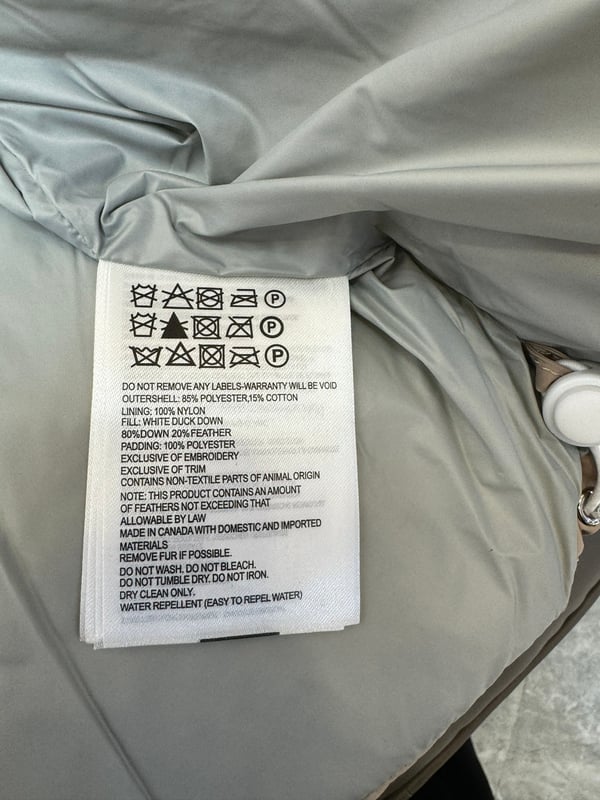 P
P
P
DO NOT REMOVE ANY LABELS-WARRANTY WILL BE VOID
OUTERSHELL: 85% POLYESTER,15% COTTON
LINING: 100% NYLON
FILL: WHITE DUCK DOWN
80%DOWN 20%FEATHER
PADDING: 100% POLYESTER
EXCLUSIVE OF EMBROIDERY
EXCLUSIVE OF TRIM
CONTAINS NON-TEXTILE PARTS OF ANIMAL ORIGIN
NOTE: THIS PRODUCT CONTAINS AN AMOUNT
OF FEATHERS NOT EXCEEDING THAT
ALLOWABLE BY LAW
MADE IN CANADA WITH DOMESTIC AND IMPORTED
MATERIALS
REMOVE FUR IF POSSIBLE.
DO NOT WASH. DO NOT BLEACH.
DO NOT TUMBLE DRY. DO NOT IRON.
DRY CLEAN ONLY.
WATER REPELLENT (EASY TO REPEL WATER)